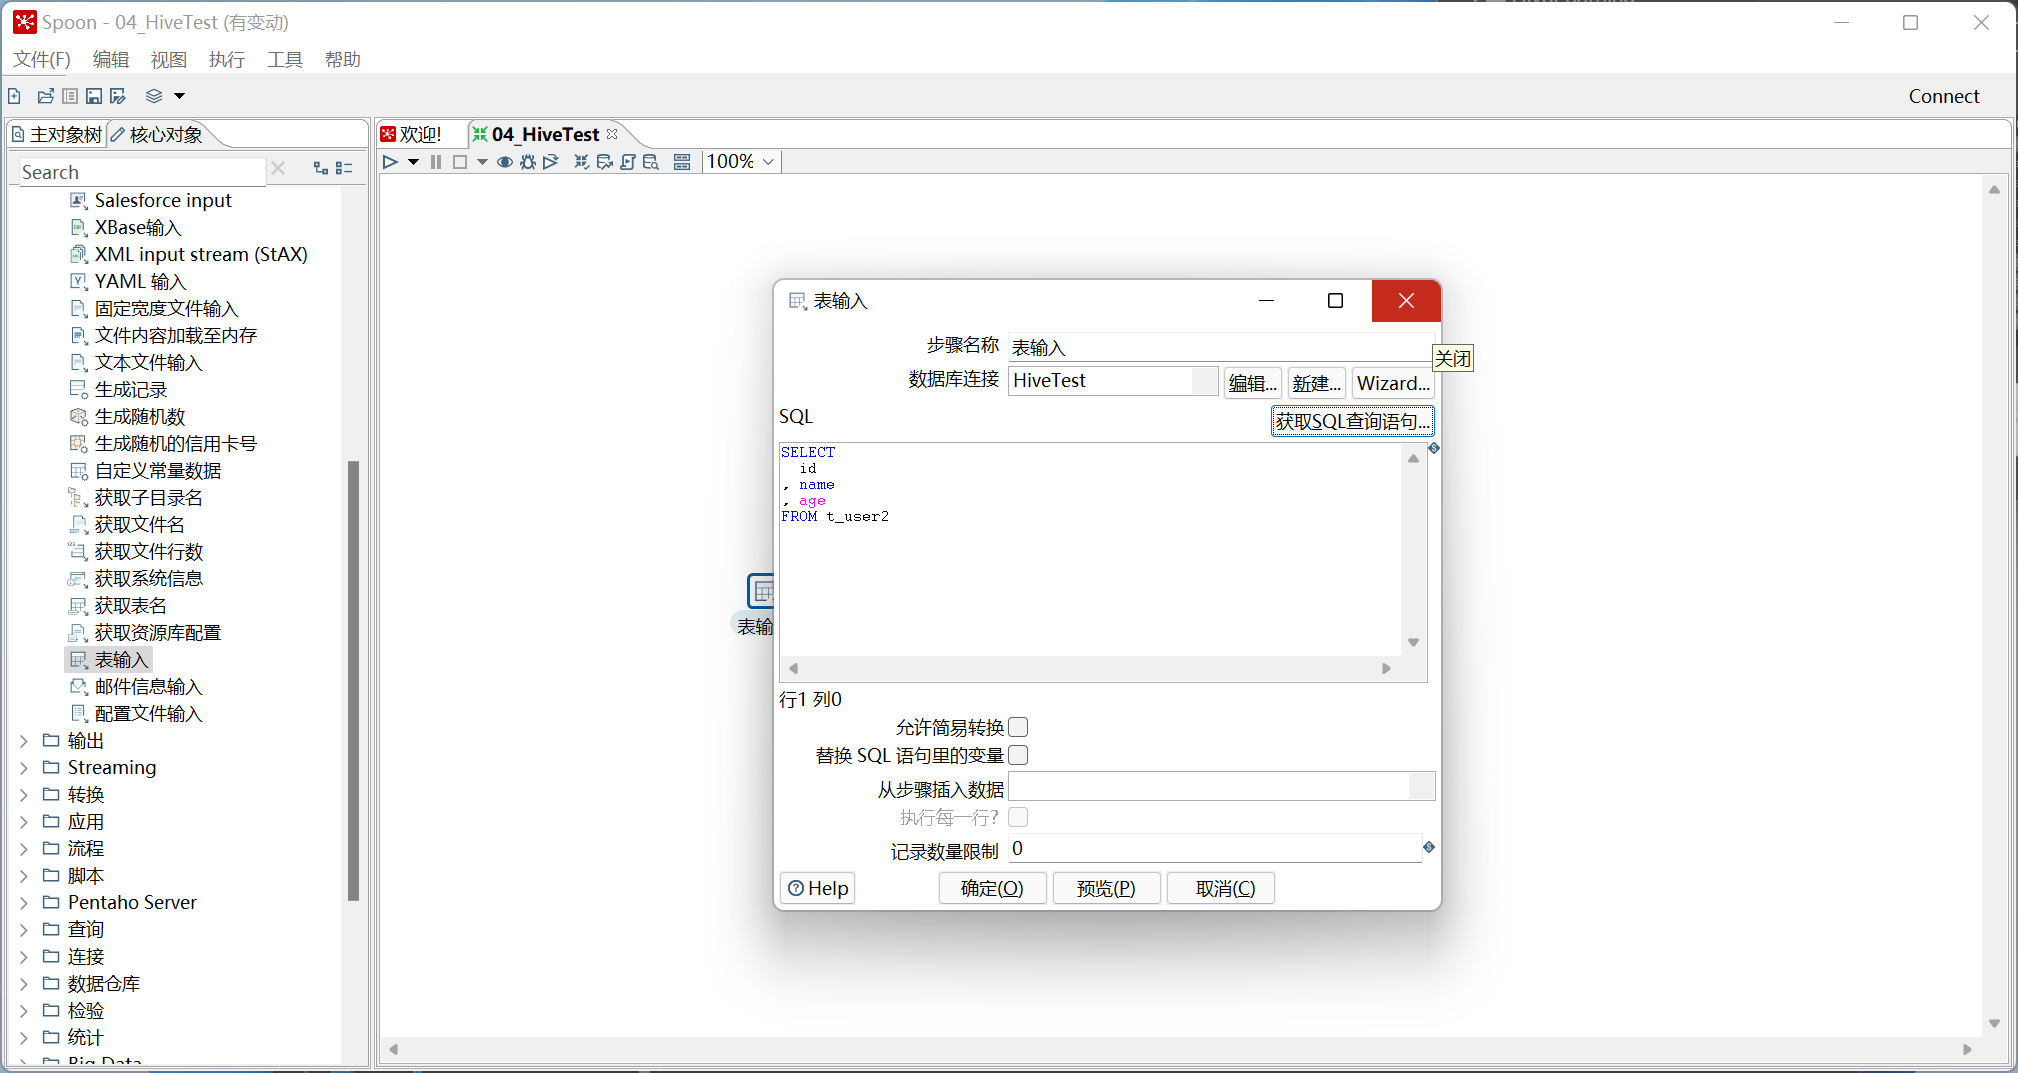 Spoon - 04_HiveTest (有变动)
文件(F) 编辑 视图 执行 工具 帮助
Connect
主对象树 核心对象
欢迎! 04_HiveTest
Search
100%
Salesforce input
XBase输入
XML input stream (StAX)
YAML 输入
固定宽度文件输入
文件内容加载至内存
文本文件输入
生成记录
生成随机数
生成随机的信用卡号
自定义常量数据
获取子目录名
获取文件名
获取文件行数
获取系统信息
获取表名
获取资源库配置
表输入
邮件信息输入
配置文件输入
输出
Streaming
转换
应用
流程
脚本
Pentaho Server
查询
连接
数据仓库
检验
统计
Big Data
表输
表输入
步骤名称 表输入
关闭
数据库连接 HiveTest 编辑... 新建... Wizard...
SQL 获取SQL查询语句...
SELECT
id
, name
, age
FROM t_user2
行1 列0
允许简易转换
替换 SQL 语句里的变量
从步骤插入数据
执行每一行?
记录数量限制 0
Help 确定(O) 预览(P) 取消(C)